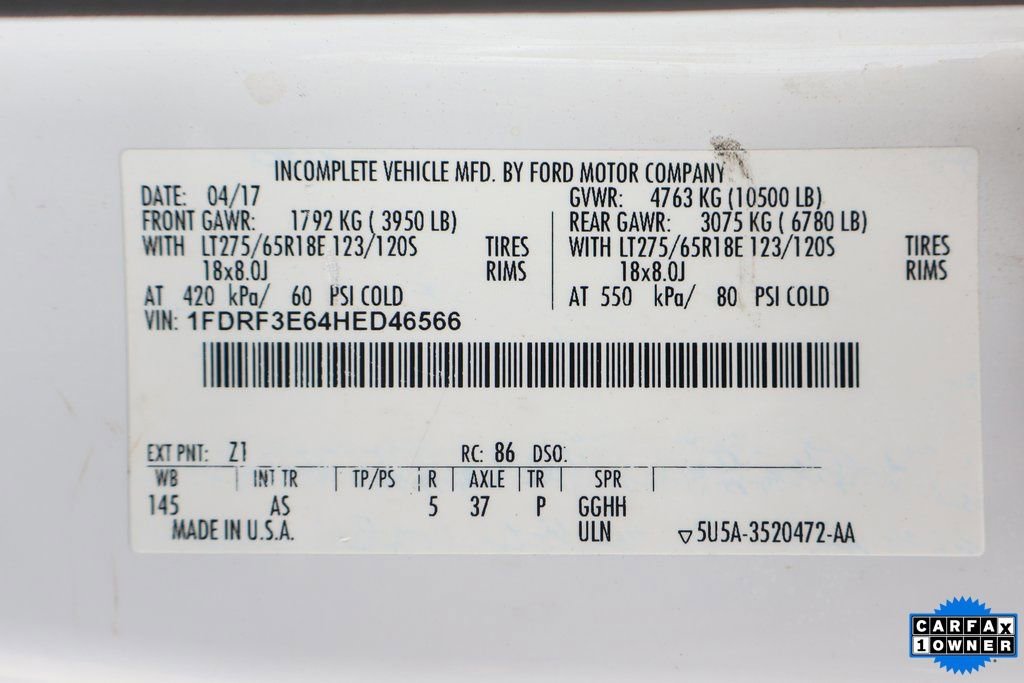 INCOMPLETE VEHICLE MFD. BY FORD MOTOR COMPANY
DATE: 04/17 GVWR: 4763 KG (10500 LB)
FRONT GAWR: 1792 KG ( 3950 LB) REAR GAWR: 3075 KG ( 6780 LB)
WITH LT275/65R18E 123/120S TIRES WITH LT275/65R18E 123/120S TIRES
18x8.0J RIMS 18x8.0J RIMS
AT 420 kPa/ 60 PSI COLD AT 550 kPa/ 80 PSI COLD
VIN: 1FDRF3E64HED46566
EXT PNT: Z1 RC: 86 DSO:
WB INT TR TP/PS R AXLE TR SPR
145 AS 5 37 P GGHH
MADE IN U.S.A. ULN ▽5U5A-3520472-AA
CARFAX
1 OWNER